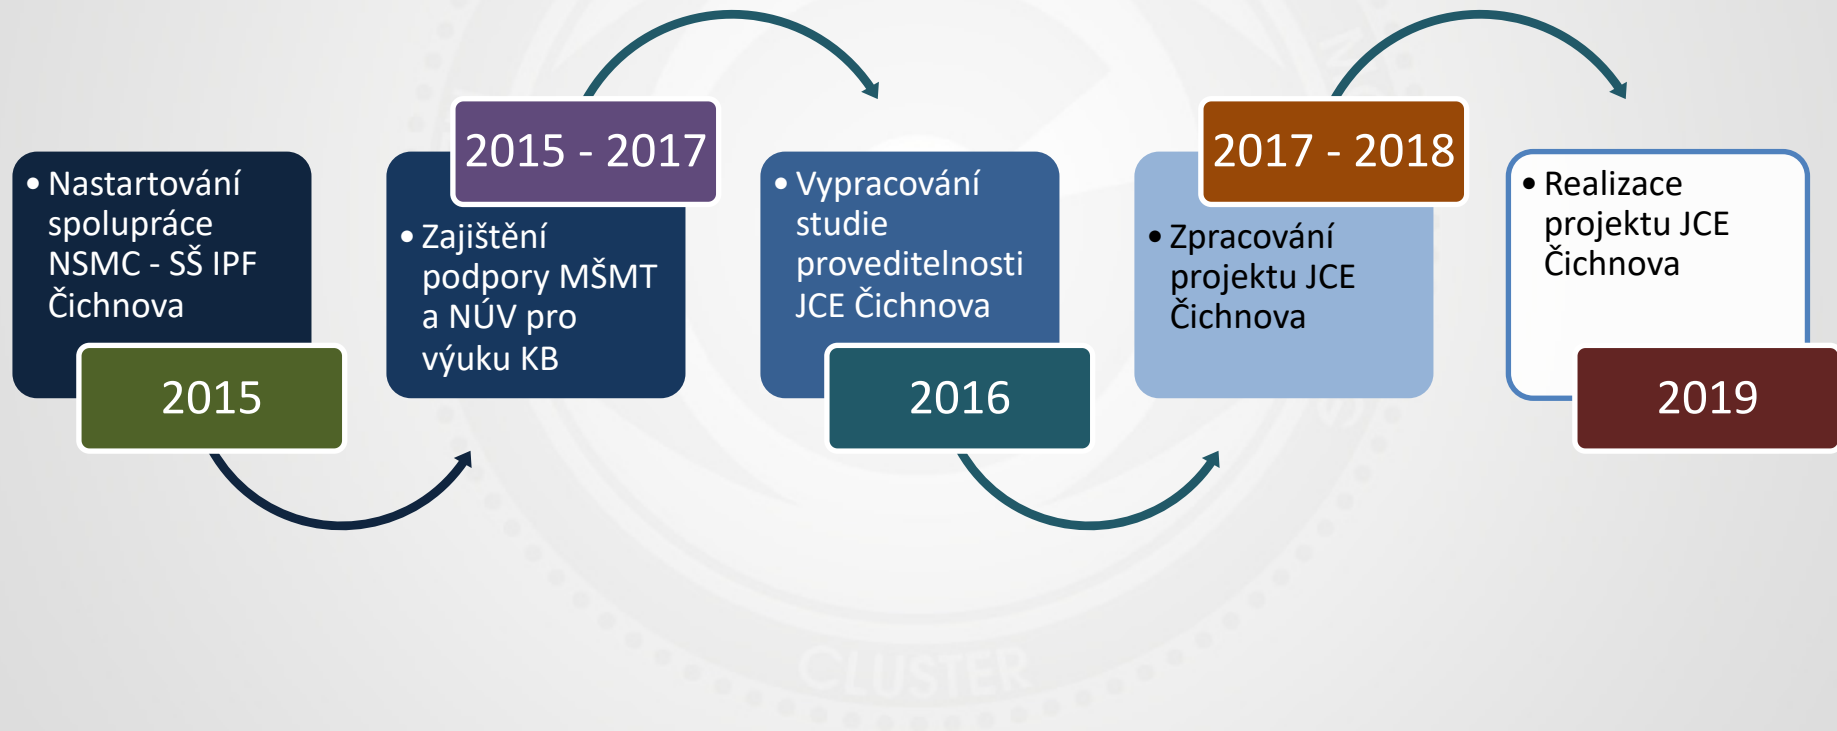 • Nastartování
spolupráce
NSMC - SŠ IPF
Čichnova
2015
2015 - 2017
• Zajištění
podpory MŠMT
a NÚV pro
výuku KB
• Vypracování
studie
proveditelnosti
JCE Čichnova
2016
2017 - 2018
• Zpracování
projektu JCE
Čichnova
• Realizace
projektu JCE
Čichnova
2019
CLUSTER